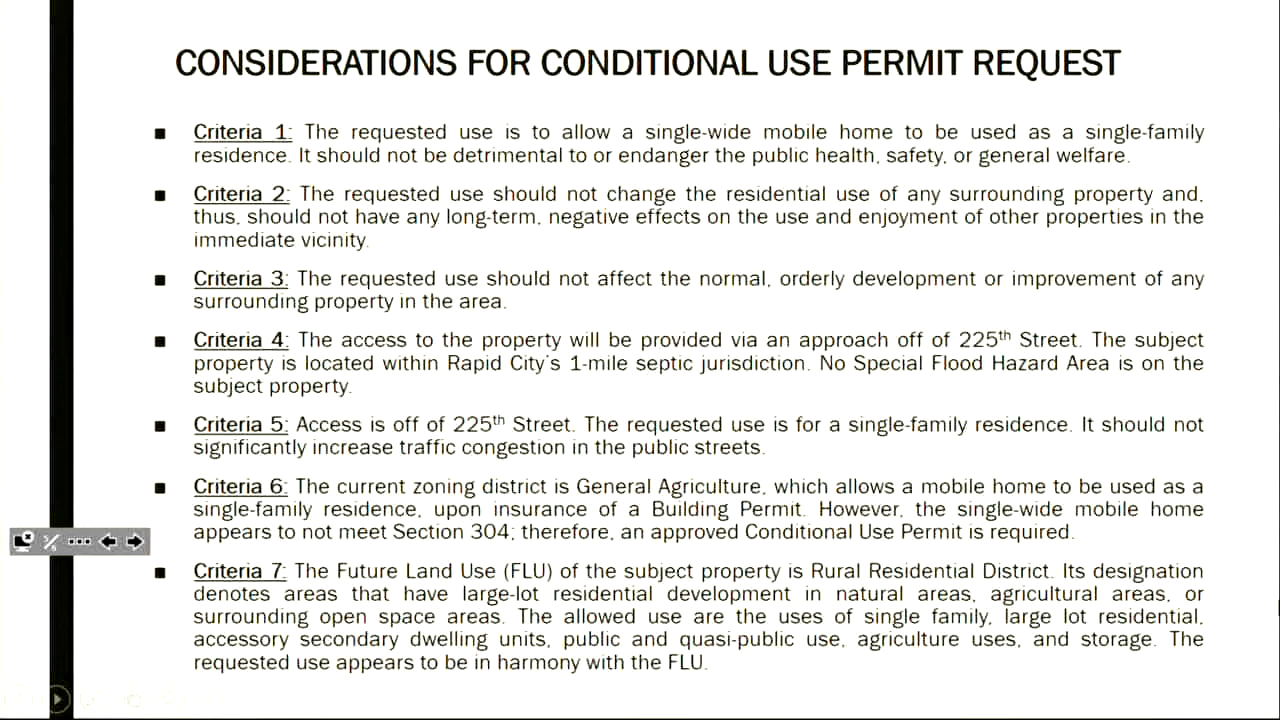 CONSIDERATIONS FOR CONDITIONAL USE PERMIT REQUEST
Criteria 1: The requested use is to allow a single-wide mobile home to be used as a single-family
residence. It should not be detrimental to or endanger the public health, safety, or general welfare.
Criteria 2: The requested use should not change the residential use of any surrounding property and,
thus, should not have any long-term, negative effects on the use and enjoyment of other properties in the
immediate vicinity.
Criteria 3: The requested use should not affect the normal, orderly development or improvement of any
surrounding property in the area.
Criteria 4: The access to the property will be provided via an approach off of 225th Street. The subject
property is located within Rapid City's 1-mile septic jurisdiction. No Special Flood Hazard Area is on the
subject property.
Criteria 5: Access is off of 225th Street. The requested use is for a single-family residence. It should not
significantly increase traffic congestion in the public streets.
Criteria 6: The current zoning district is General Agriculture, which allows a mobile home to be used as a
single-family residence, upon insurance of a Building Permit. However, the single-wide mobile home
appears to not meet Section 304; therefore, an approved Conditional Use Permit is required.
Criteria 7: The Future Land Use (FLU) of the subject property is Rural Residential District. Its designation
denotes areas that have large-lot residential development in natural areas, agricultural areas, or
surrounding open space areas. The allowed use are the uses of single family, large lot residential,
accessory secondary dwelling units, public and quasi-public use, agriculture uses, and storage. The
requested use appears to be in harmony with the FLU.